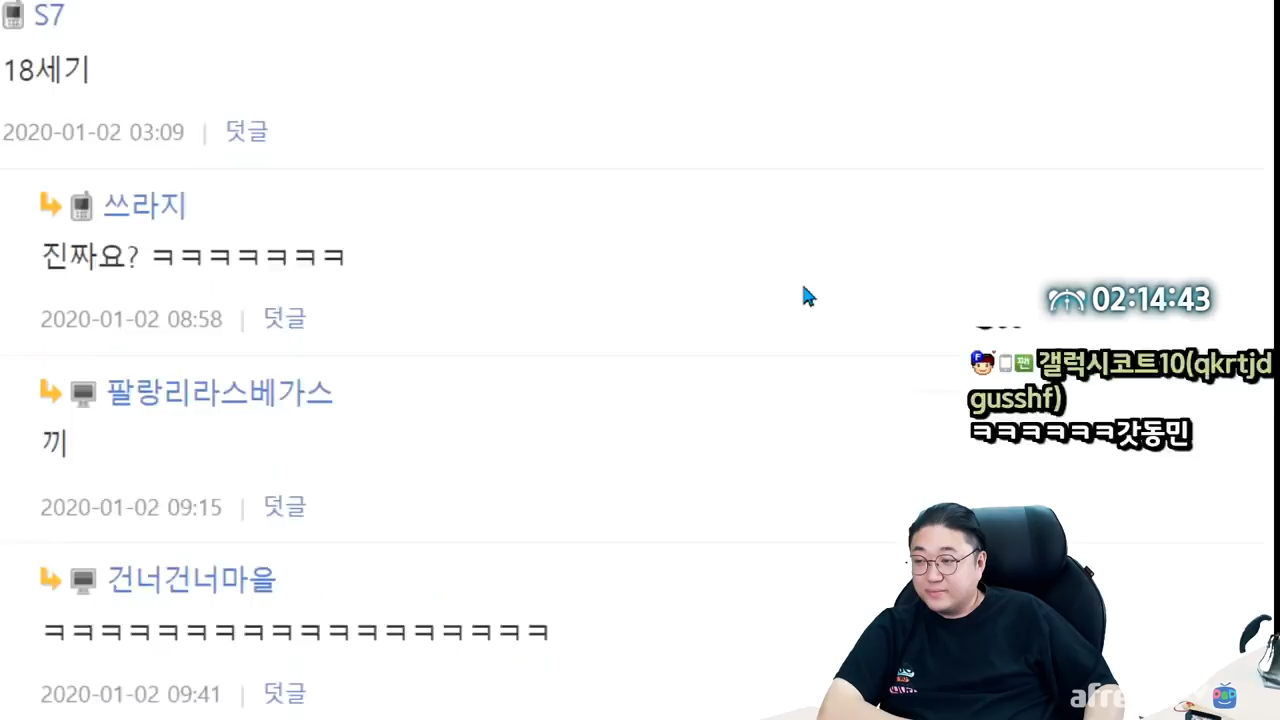 S7
18세기
2020-01-02 03:09 | 덧글
쓰라지
진짜요? ㅋㅋㅋㅋㅋㅋㅋ
2020-01-02 08:58 | 덧글
팔랑리라스베가스
끼
2020-01-02 09:15 | 덧글
건너건너마을
ㅋㅋㅋㅋㅋㅋㅋㅋㅋㅋㅋㅋㅋㅋㅋㅋㅋㅋ
2020-01-02 09:41 | 덧글
02:14:43
F 팬 갤럭시코트10(qkrtjd
gusshf)
ㅋㅋㅋㅋㅋㅋ갓동민